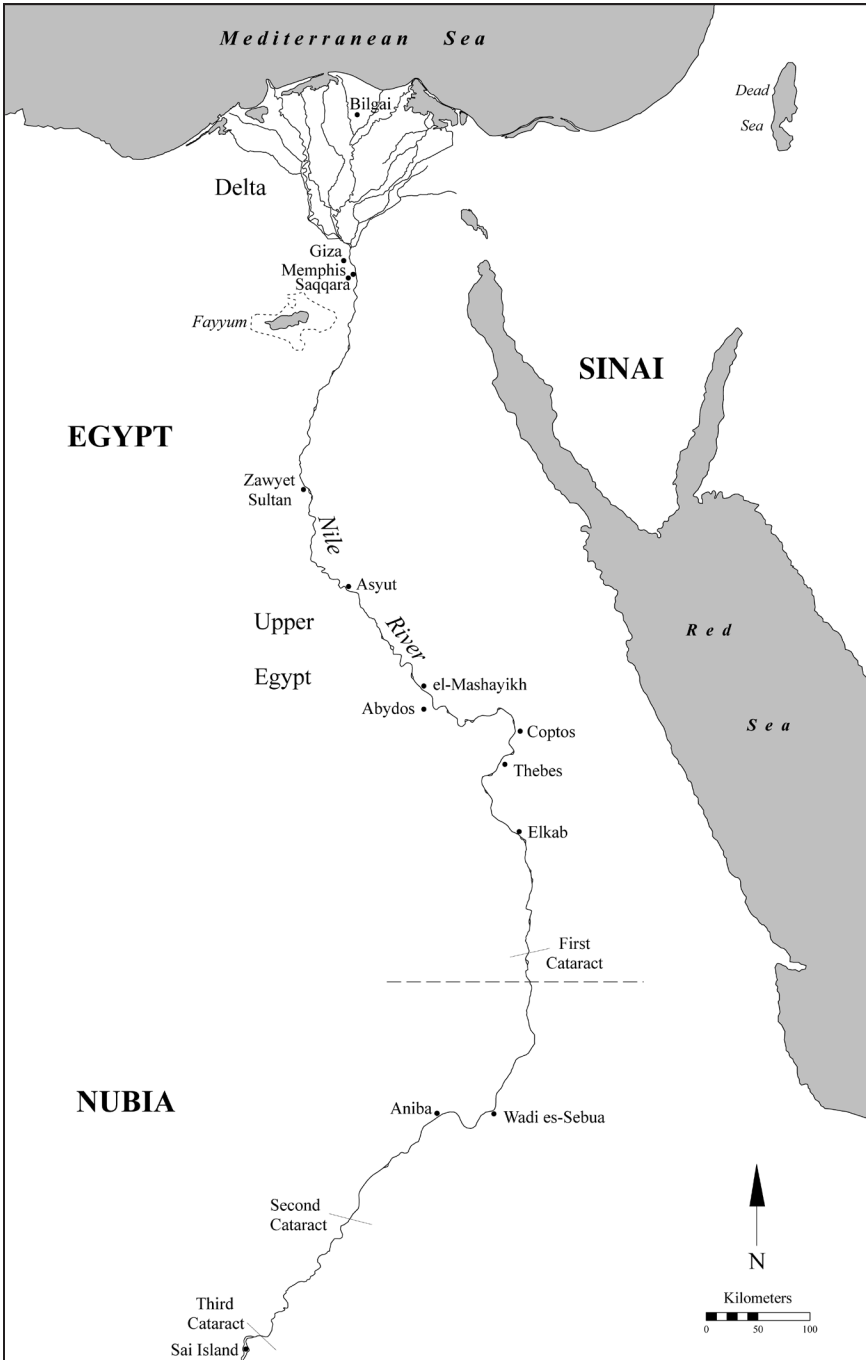 Mediterranean Sea
Dead
Sea
Bilgai
Delta
Giza
Memphis
Saqqara
Fayyum
SINAI
EGYPT
Zawyet
Sultan
Nile
Asyut
Upper
River
Red
Egypt
el-Mashayikh
Abydos
Sea
Coptos
Thebes
Elkab
First
Cataract
NUBIA
Aniba
Wadi es-Sebua
Second
Cataract
N
Third
Cataract
Kilometers
0 50 100
Sai Island